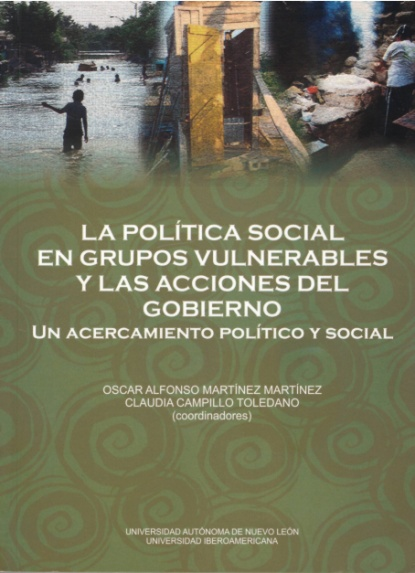 LA POLÍTICA SOCIAL
EN GRUPOS VULNERABLES
Y LAS ACCIONES DEL
GOBIERNO
UN ACERCAMIENTO POLÍTICO Y SOCIAL
OSCAR ALFONSO MARTÍNEZ MARTÍNEZ
CLAUDIA CAMPILLO TOLEDANO
(coordinadores)
UNIVERSIDAD AUTÓNOMA DE NUEVO LEÓN
UNIVERSIDAD IBEROAMERICANA